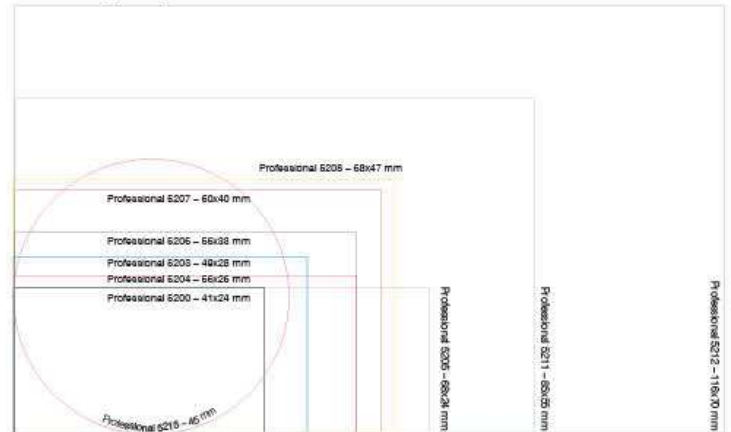 Professional 5208 – 68x47 mm
Professional 5207 – 60x40 mm
Professional 5206 – 56x33 mm
Professional 5203 – 49x28 mm
Professional 5204 – 56x26 mm
Professional 5200 – 41x24 mm
Professional 5215 – 45 mm
Professional 5205 – 68x24 mm
Professional 5211 – 85x55 mm
Professional 5212 – 116x70 mm